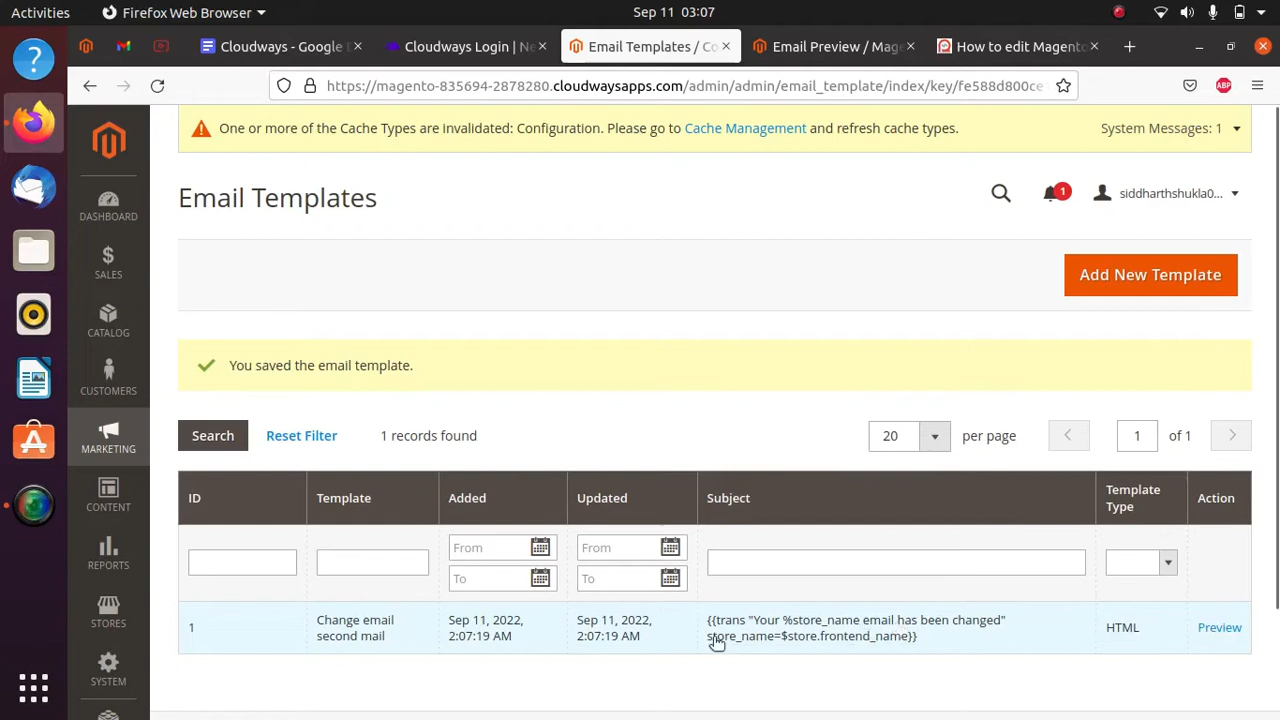 Activities
Firefox Web Browser
Sep 11 03:07
Cloudways - Google
Cloudways Login | Ne
Email Templates / Co
Email Preview / Mage
How to edit Magento
https://magento-835694-2878280.cloudwaysapps.com/admin/admin/email_template/index/key/fe588d800ce
ABP
One or more of the Cache Types are invalidated: Configuration. Please go to Cache Management and refresh cache types.
System Messages: 1
Email Templates
1
siddharthshukla0...
DASHBOARD
SALES
CATALOG
CUSTOMERS
MARKETING
CONTENT
REPORTS
STORES
SYSTEM
Add New Template
You saved the email template.
Search
Reset Filter
1 records found
20
per page
1
of 1
ID
Template
Added
Updated
Subject
Template
Type
Action
From
To
From
To
1
Change email
second mail
Sep 11, 2022,
2:07:19 AM
Sep 11, 2022,
2:07:19 AM
{{trans "Your %store_name email has been changed"
store_name=$store.frontend_name}}
HTML
Preview